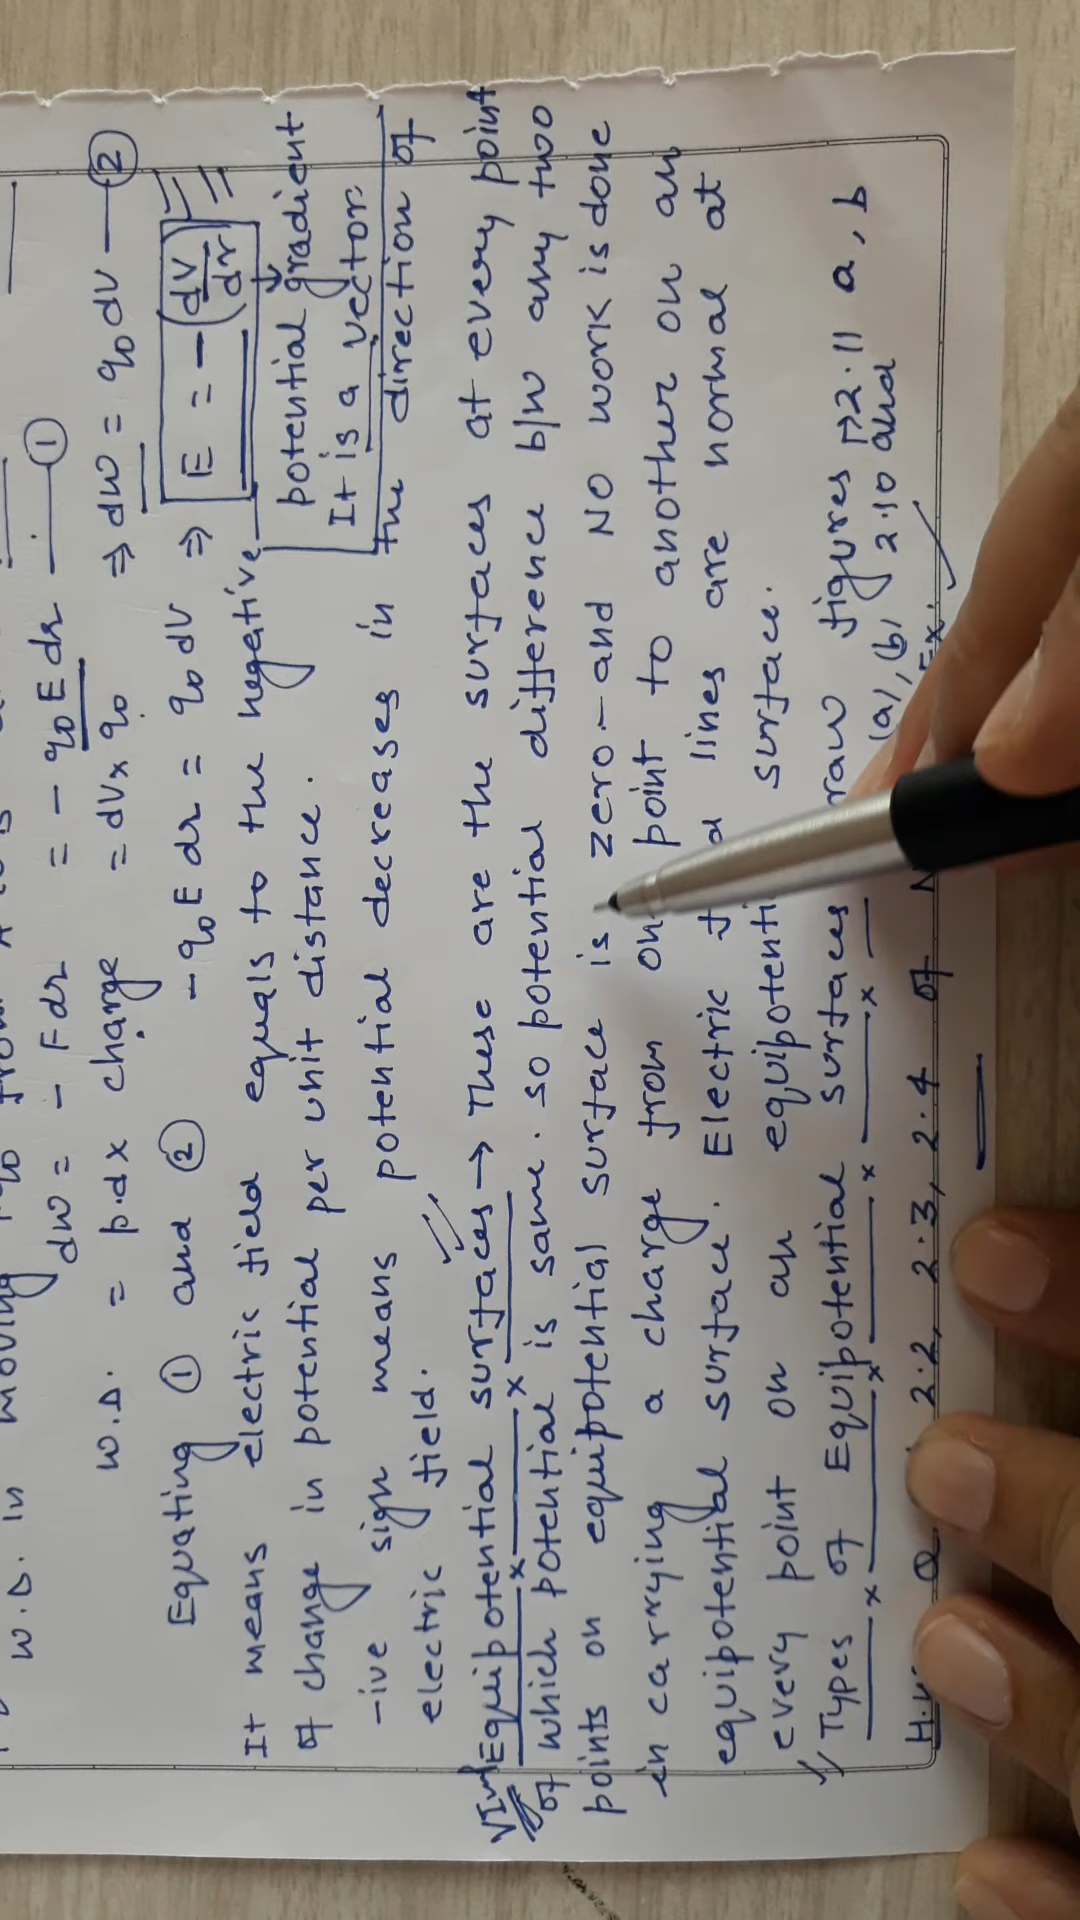 W.D. in moving
dW = - F dr = - q₀ E dr —— ①
W.D. = p.d x charge = dV x q₀ ⇒ dW = q₀ dV —— ②
Equating ① and ② - q₀ E dr = q₀ dV ⇒ E = - (dV/dr)
It means electric field equals to the negative
potential gradient
of change in potential per unit distance.
It is a vector.
-ive sign means potential decreases in the direction of
electric field.
VImp Equipotential surfaces → These are the surfaces at every point
of which potential is same. So potential difference b/w any two
points on equipotential surface is zero.- and NO work is done
in carrying a charge from point to another on an
equipotential surface. Electric lines are normal at
every point on an surface.
Types of Equipotential surfaces figures 2.11 a, b
(a), (b), 2.10 and
2.2, 2.3, 2.4 of Ex.